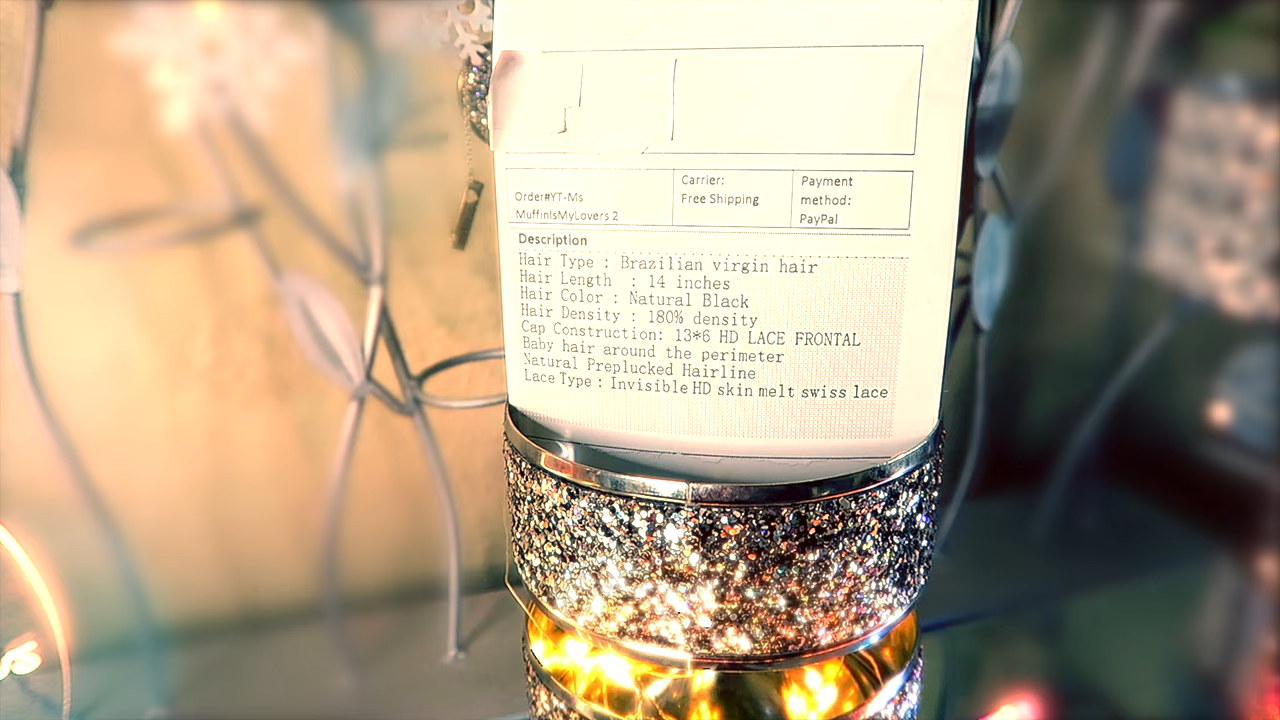 Order#YT-Ms
MuffinIsMyLovers 2
Carrier:
Free Shipping
Payment
method:
PayPal
Description
Hair Type : Brazilian virgin hair
Hair Length : 14 inches
Hair Color : Natural Black
Hair Density : 180% density
Cap Construction: 13*6 HD LACE FRONTAL
Baby hair around the perimeter
Natural Preplucked Hairline
Lace Type : Invisible HD skin melt swiss lace